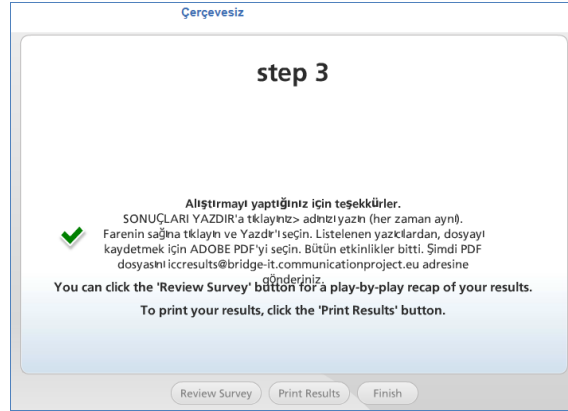 Çerçevesiz
step 3
Alıştırmayı yaptığınız için teşekkürler.
SONUÇLARI YAZDIR'a tıklayınız> adınızı yazın (her zaman aynı).
Farenin sağına tıklayın ve Yazdır'ı seçin. Listelenen yazıcılardan, dosyayı
kaydetmek için ADOBE PDF'yi seçin. Bütün etkinlikler bitti. Şimdi PDF
dosyasını iccresults@bridge-it.communicationproject.eu adresine
gönderiniz.
You can click the 'Review Survey' button for a play-by-play recap of your results.
To print your results, click the 'Print Results' button.
Review Survey
Print Results
Finish